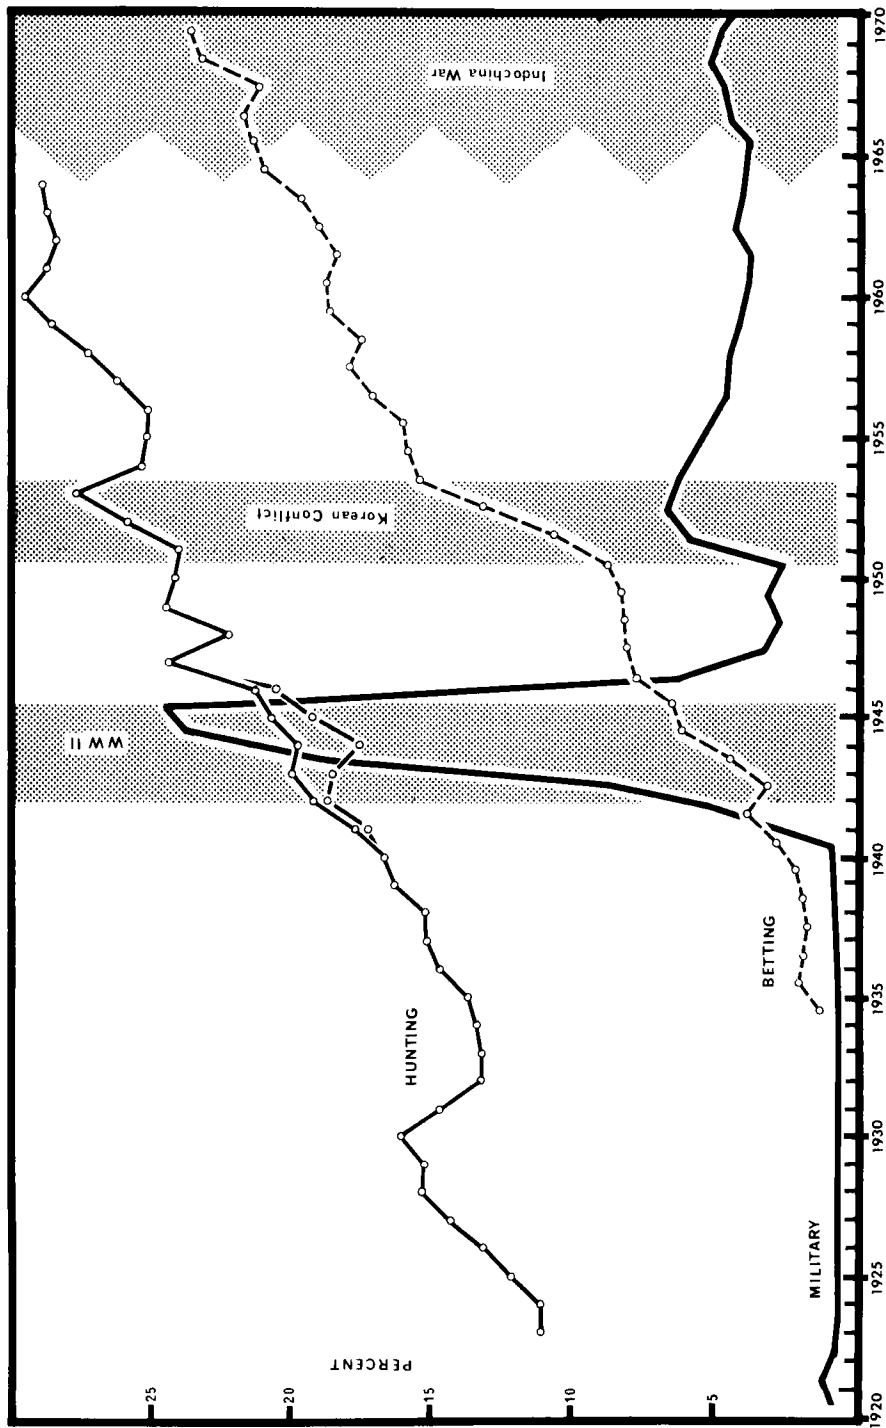 PERCENT
25
20
15
10
5
HUNTING
BETTING
MILITARY
WW II
Korean Conflict
Indochina War
1920
1925
1930
1935
1940
1945
1950
1955
1960
1965
1970